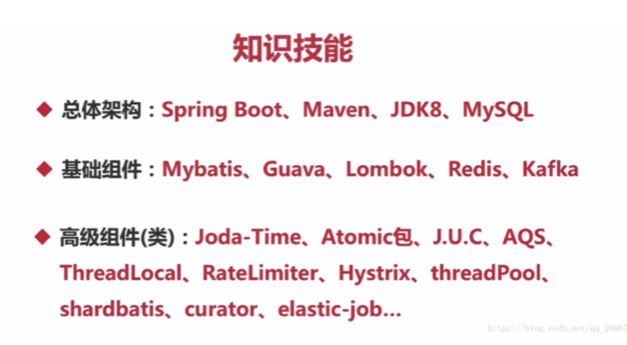 知识技能
◆ 总体架构：Spring Boot、Maven、JDK8、MySQL
◆ 基础组件：Mybatis、Guava、Lombok、Redis、Kafka
◆ 高级组件(类)：Joda-Time、Atomic包、J.U.C、AQS、
ThreadLocal、RateLimiter、Hystrix、threadPool、
shardbatis、curator、elastic-job...
https://blog.csdn.net/qq_28867